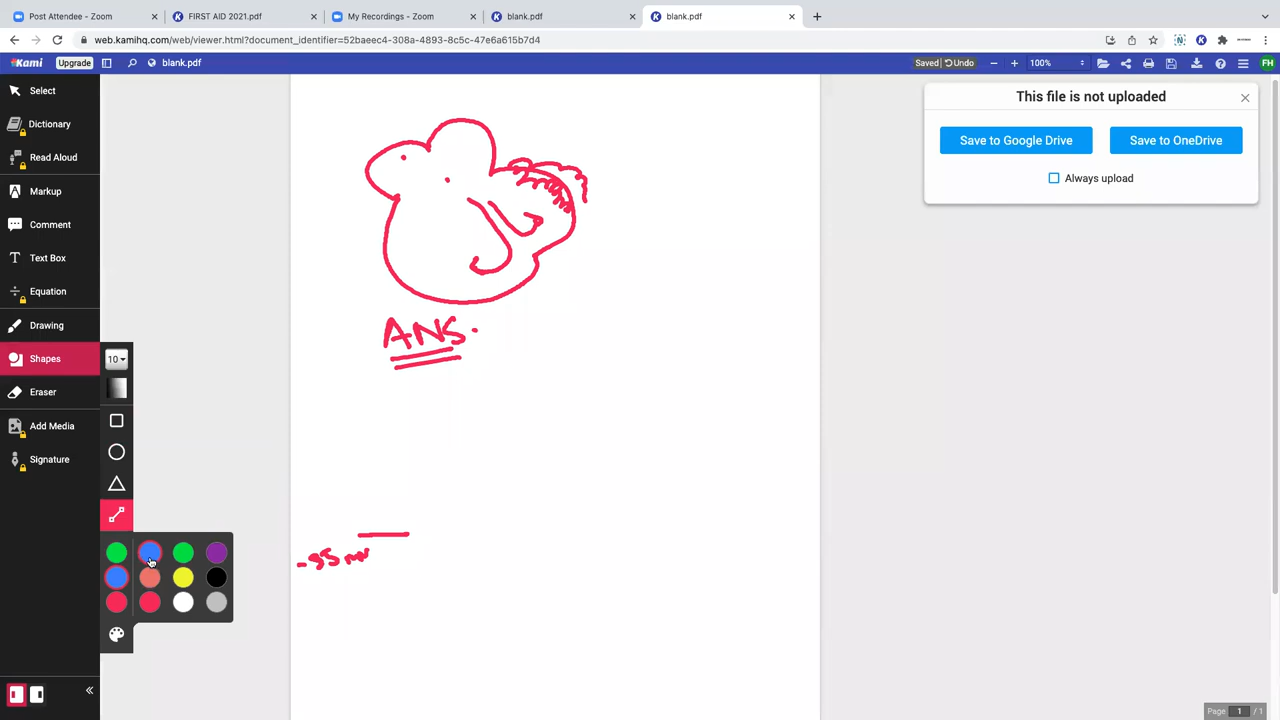 Post Attendee - Zoom
FIRST AID 2021.pdf
My Recordings - Zoom
blank.pdf
blank.pdf
web.kamihq.com/web/viewer.html?document_identifier=52baeec4-308a-4893-8c5c-47e6a615b7d4
Kami
Upgrade
blank.pdf
Saved
Undo
100%
FH
Select
Dictionary
Read Aloud
Markup
Comment
Text Box
Equation
Drawing
Shapes
Eraser
Add Media
Signature
10
This file is not uploaded
Save to Google Drive
Save to OneDrive
Always upload
ANS.
Page 1 / 1